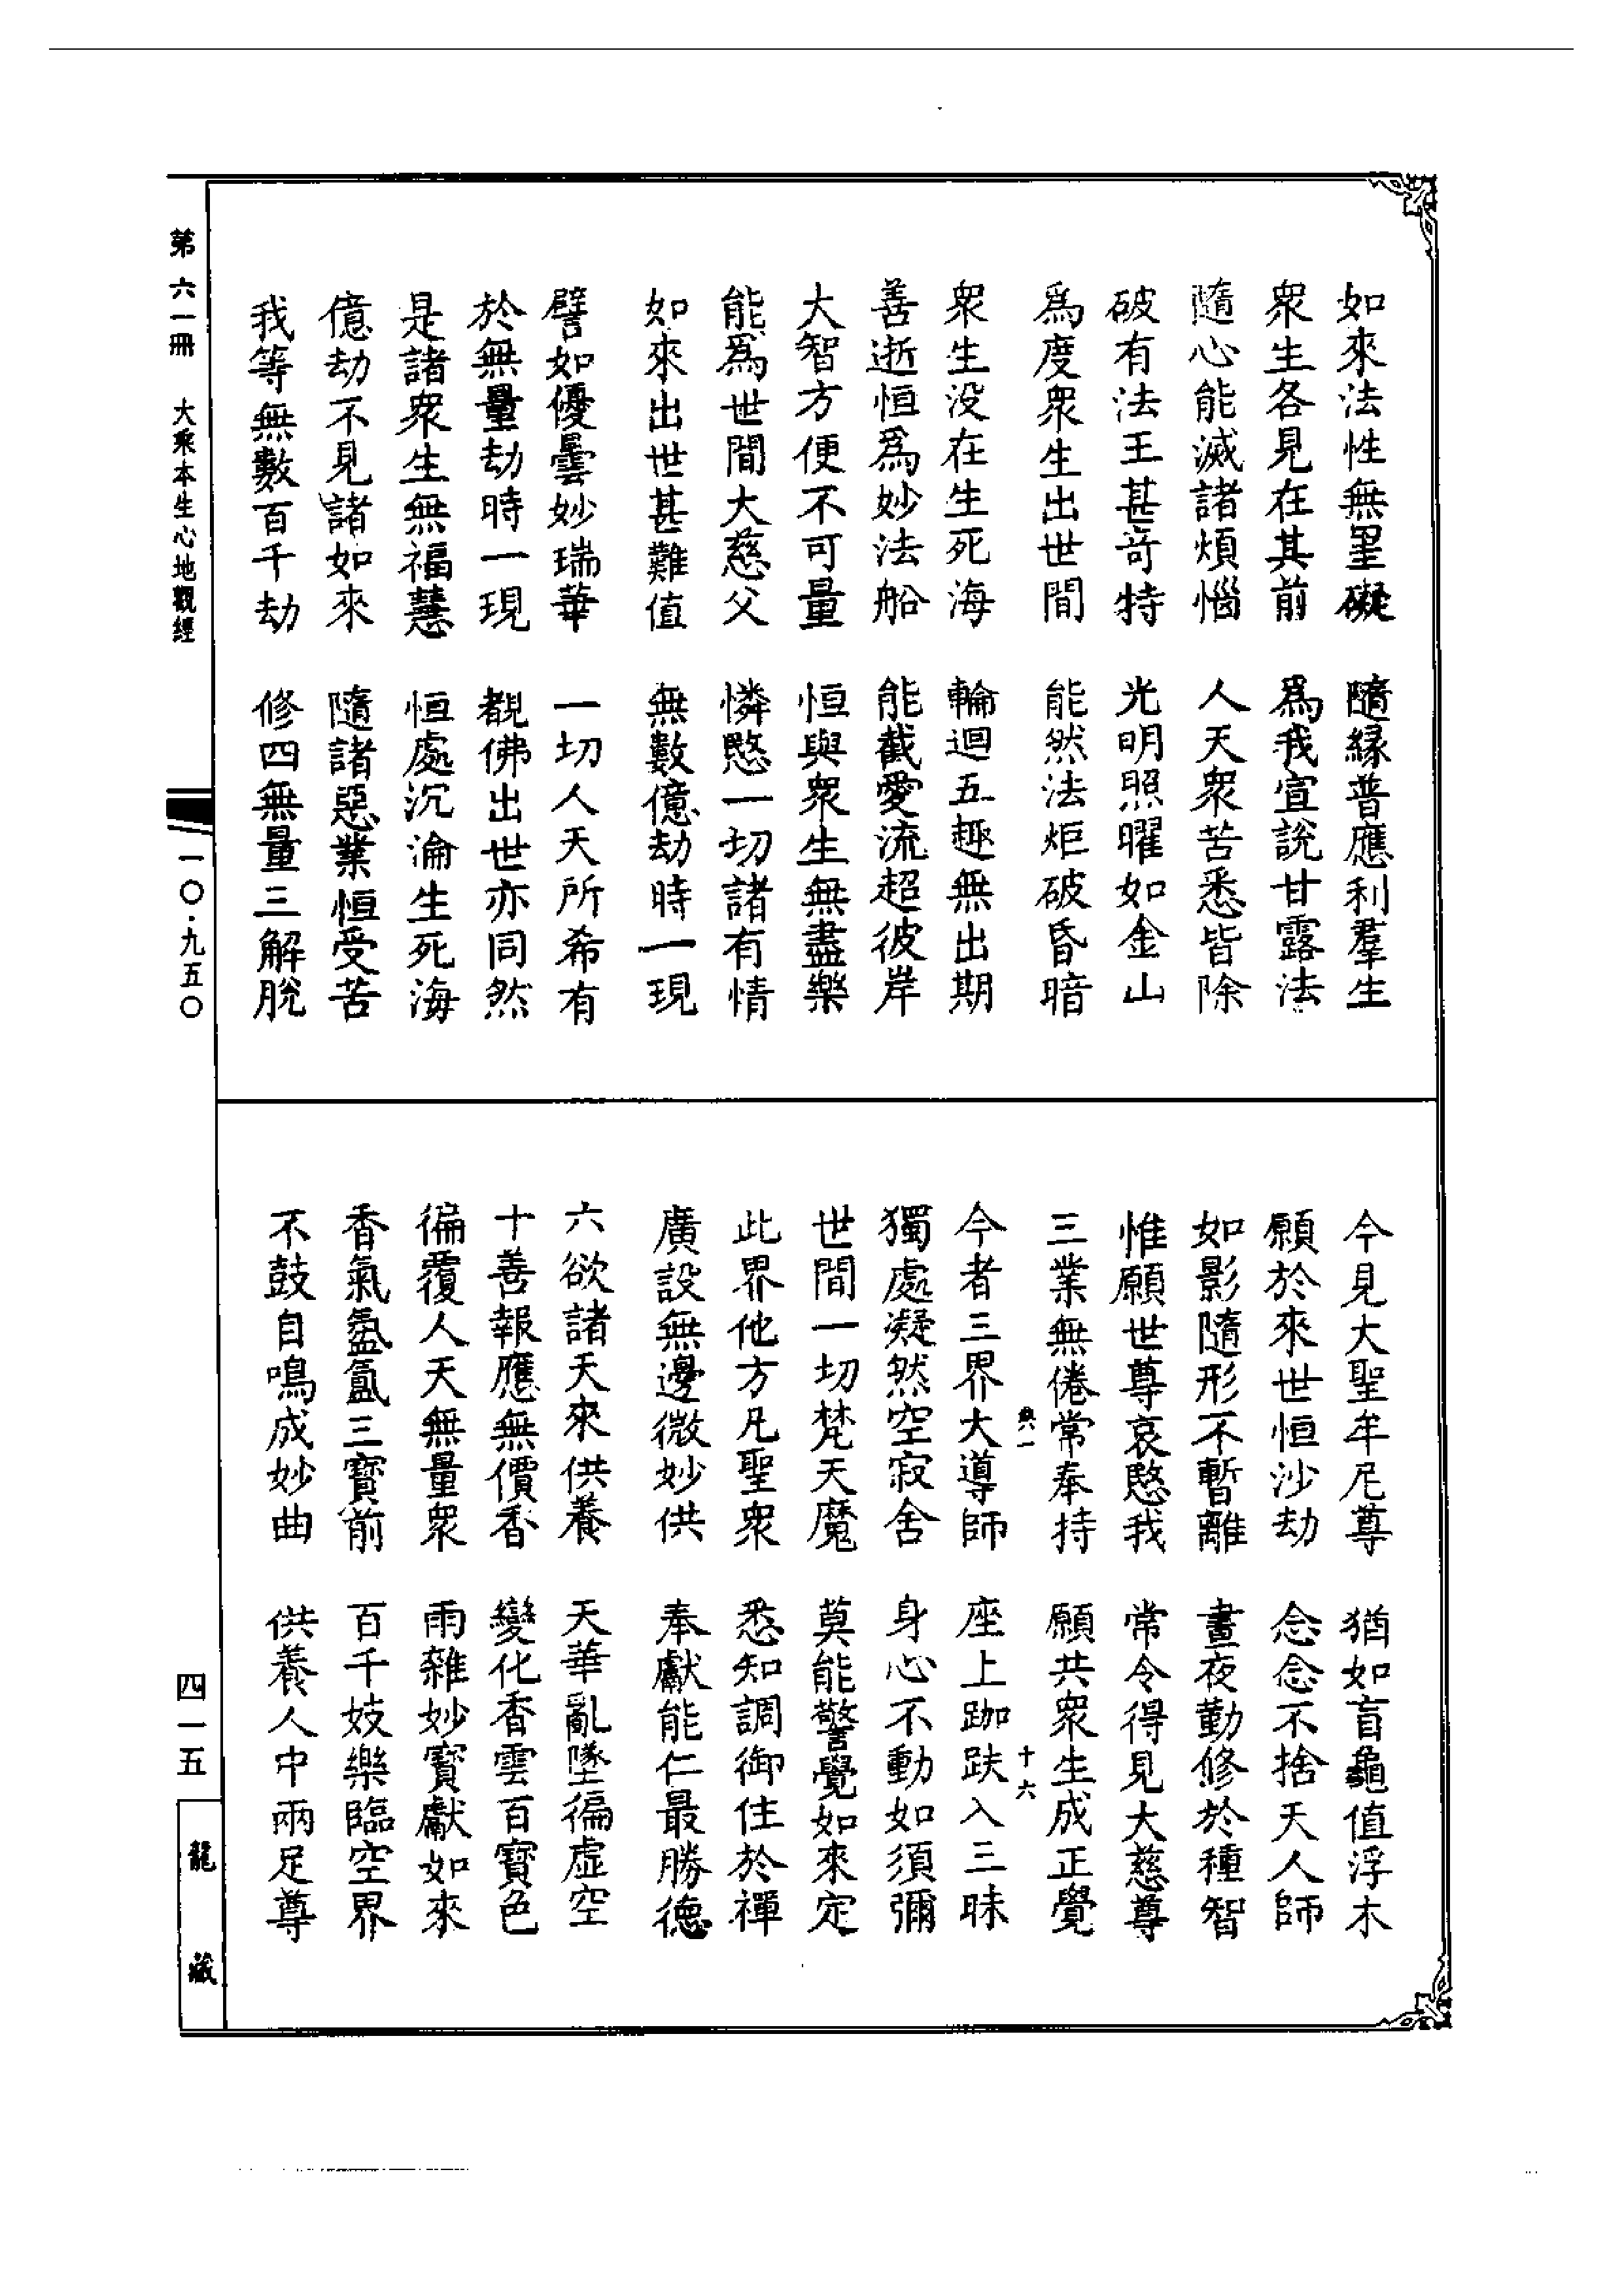 如來法性無罣礙　隨緣普應利羣生
衆生各見在其前　爲我宣說甘露法
隨心能滅諸煩惱　人天衆苦悉皆除
破有法王甚奇特　光明照曜如金山
爲度衆生出世間　能然法炬破昏暗
衆生没在生死海　輪迴五趣無出期
善逝恒爲妙法船　能截愛流超彼岸
大智方便不可量　恒與衆生無盡樂
能爲世間大慈父　憐愍一切諸有情
如來出世甚難值　無數億劫時一現
譬如優曇妙瑞華　一切人天所希有
於無量劫時一現　覩佛出世亦同然
是諸衆生無福慧　恒處沉淪生死海
億劫不見諸如來　隨諸惡業恒受苦
我等無數百千劫　修四無量三解脫
今見大聖牟尼尊　猶如盲龜值浮木
願於來世恒沙劫　念念不捨天人師
如影隨形不暫離　晝夜勤修於種智
惟願世尊哀愍我　常令得見大慈尊
三業無倦常奉持　願共衆生成正覺
典一　十六
今者三界大導師　座上跏趺入三昧
獨處凝然空寂舍　身心不動如須彌
世間一切梵天魔　莫能警覺如來定
此界他方凡聖衆　悉知調御住於禪
廣設無邊微妙供　奉獻能仁最勝德
六欲諸天來供養　天華亂墜徧虛空
十善報應無價香　變化香雲百寶色
徧覆人天無量衆　雨雜妙寶獻如來
香氣氤氲三寶前　百千妓樂臨空界
不鼓自鳴成妙曲　供養人中兩足尊
第六一冊　大乘本生心地觀經
一〇·九五〇
四一五
龍藏